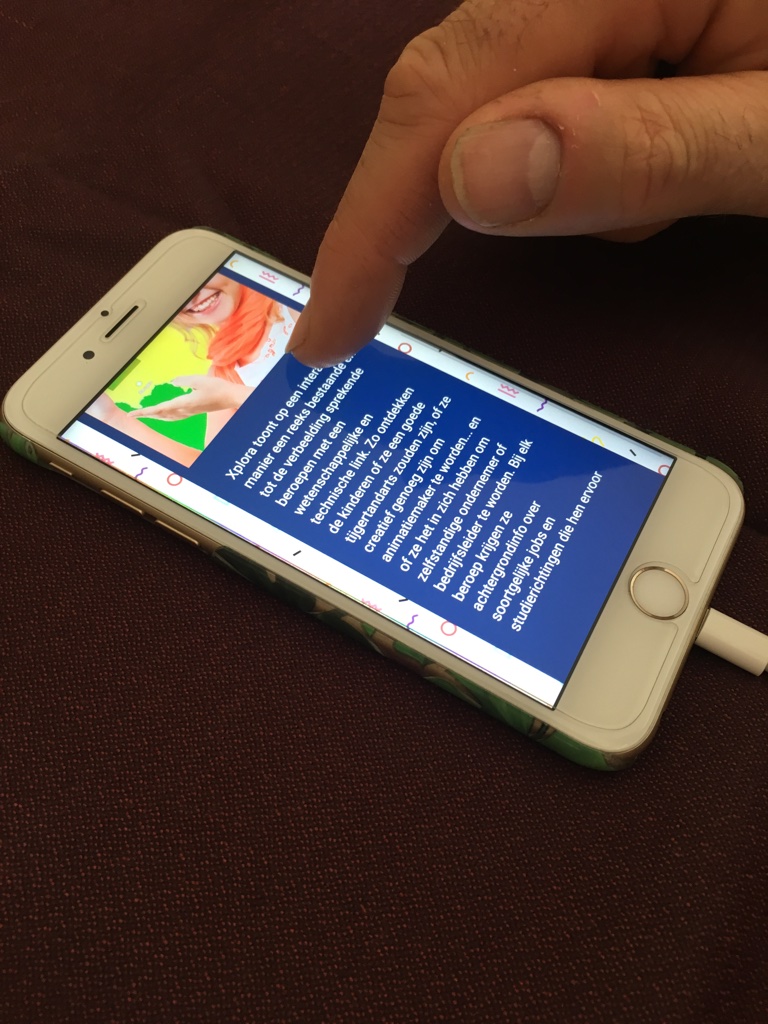 Xplora toont op een
manier een reeks bestaande
tot de verbeelding sprekende
beroepen met een
wetenschappelijke en
technische link. Zo ontdekken
de kinderen of ze een goede
tijgertandarts zouden zijn, of ze
creatief genoeg zijn om
animatiemaker te worden... en
of ze het in zich hebben om
zelfstandige ondernemer of
bedrijfsleider te worden. Bij elk
beroep krijgen ze
achtergrondinfo over
soortgelijke jobs en
studierichtingen die hen ervoor